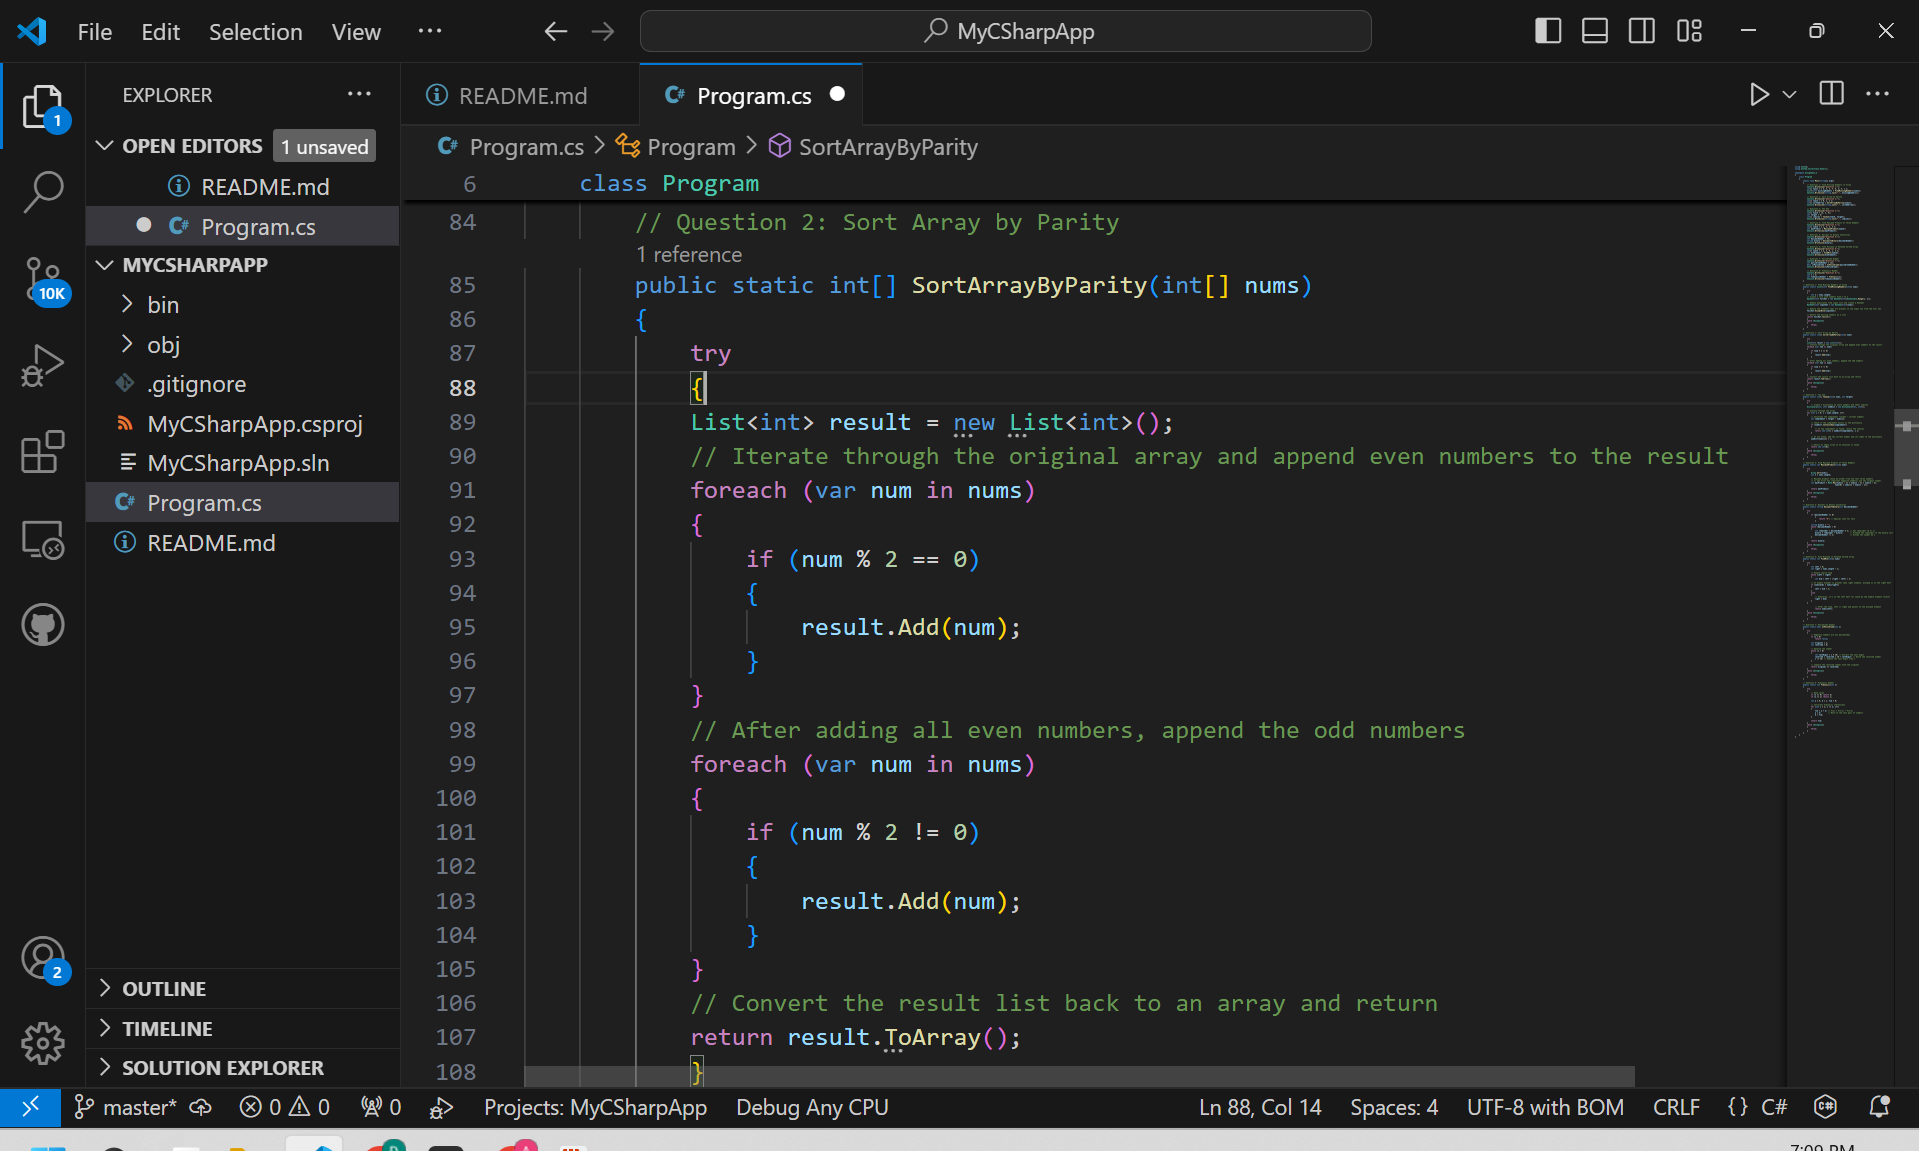 File Edit Selection View ··· MyCSharpApp
EXPLORER ···
OPEN EDITORS 1 unsaved
README.md
Program.cs
MYCSHARPAPP
bin
obj
.gitignore
MyCSharpApp.csproj
MyCSharpApp.sln
Program.cs
README.md
OUTLINE
TIMELINE
SOLUTION EXPLORER
1
10K
2
README.md C# Program.cs
C# Program.cs > Program > SortArrayByParity
6 class Program
84 // Question 2: Sort Array by Parity
1 reference
85 public static int[] SortArrayByParity(int[] nums)
86 {
87 try
88 {
89 List<int> result = new List<int>();
90 // Iterate through the original array and append even numbers to the result
91 foreach (var num in nums)
92 {
93 if (num % 2 == 0)
94 {
95 result.Add(num);
96 }
97 }
98 // After adding all even numbers, append the odd numbers
99 foreach (var num in nums)
100 {
101 if (num % 2 != 0)
102 {
103 result.Add(num);
104 }
105 }
106 // Convert the result list back to an array and return
107 return result.ToArray();
108 }
master* 0 0 0 Projects: MyCSharpApp Debug Any CPU Ln 88, Col 14 Spaces: 4 UTF-8 with BOM CRLF {} C#